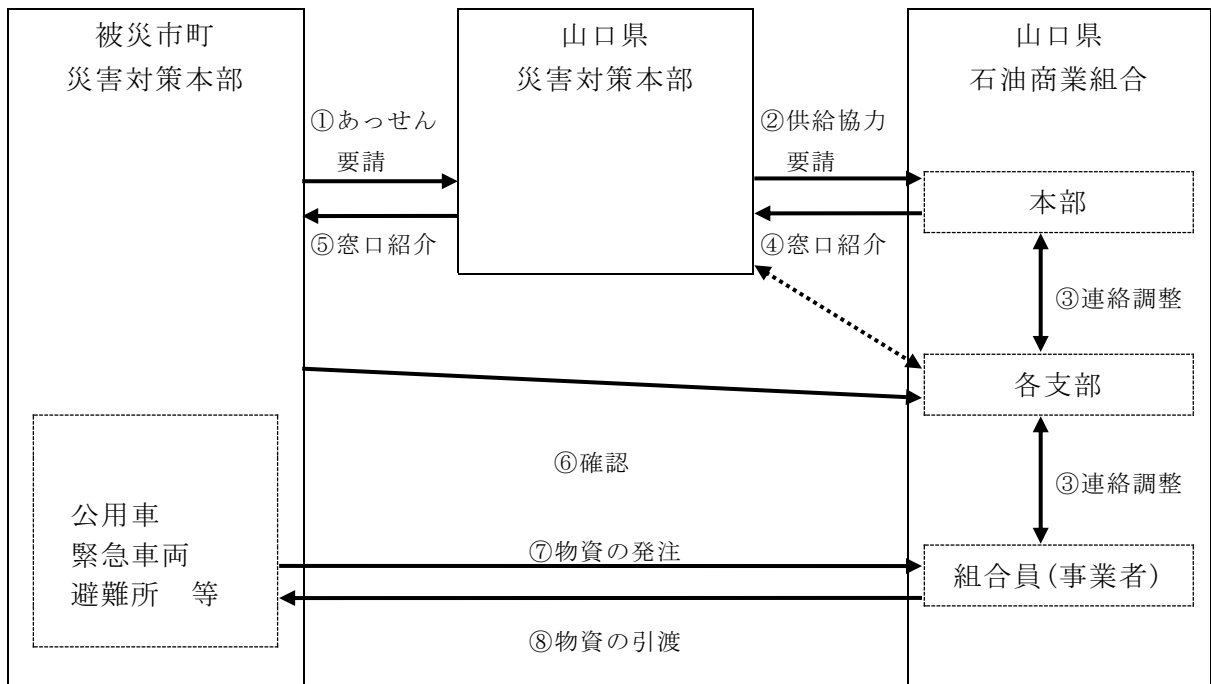 被災市町
災害対策本部
山口県
災害対策本部
山口県
石油商業組合
①あっせん
要請
②供給協力
要請
本部
⑤窓口紹介
④窓口紹介
③連絡調整
各支部
⑥確認
③連絡調整
公用車
緊急車両
避難所　等
⑦物資の発注
組合員(事業者)
⑧物資の引渡